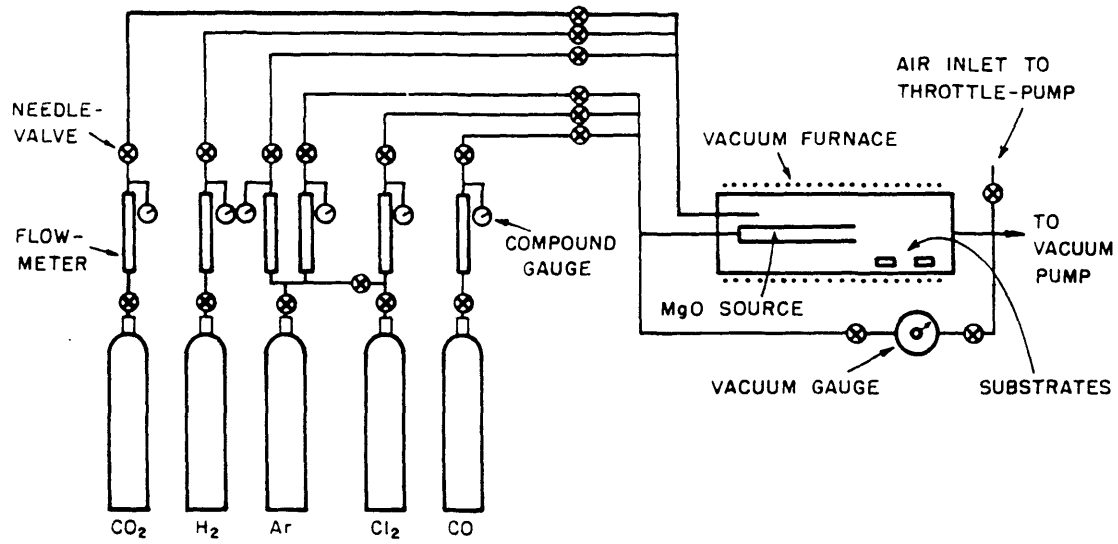 NEEDLE-
VALVE
FLOW-
METER
COMPOUND
GAUGE
VACUUM FURNACE
AIR INLET TO
THROTTLE-PUMP
TO
VACUUM
PUMP
MgO SOURCE
VACUUM GAUGE
SUBSTRATES
CO₂
H₂
Ar
Cl₂
CO